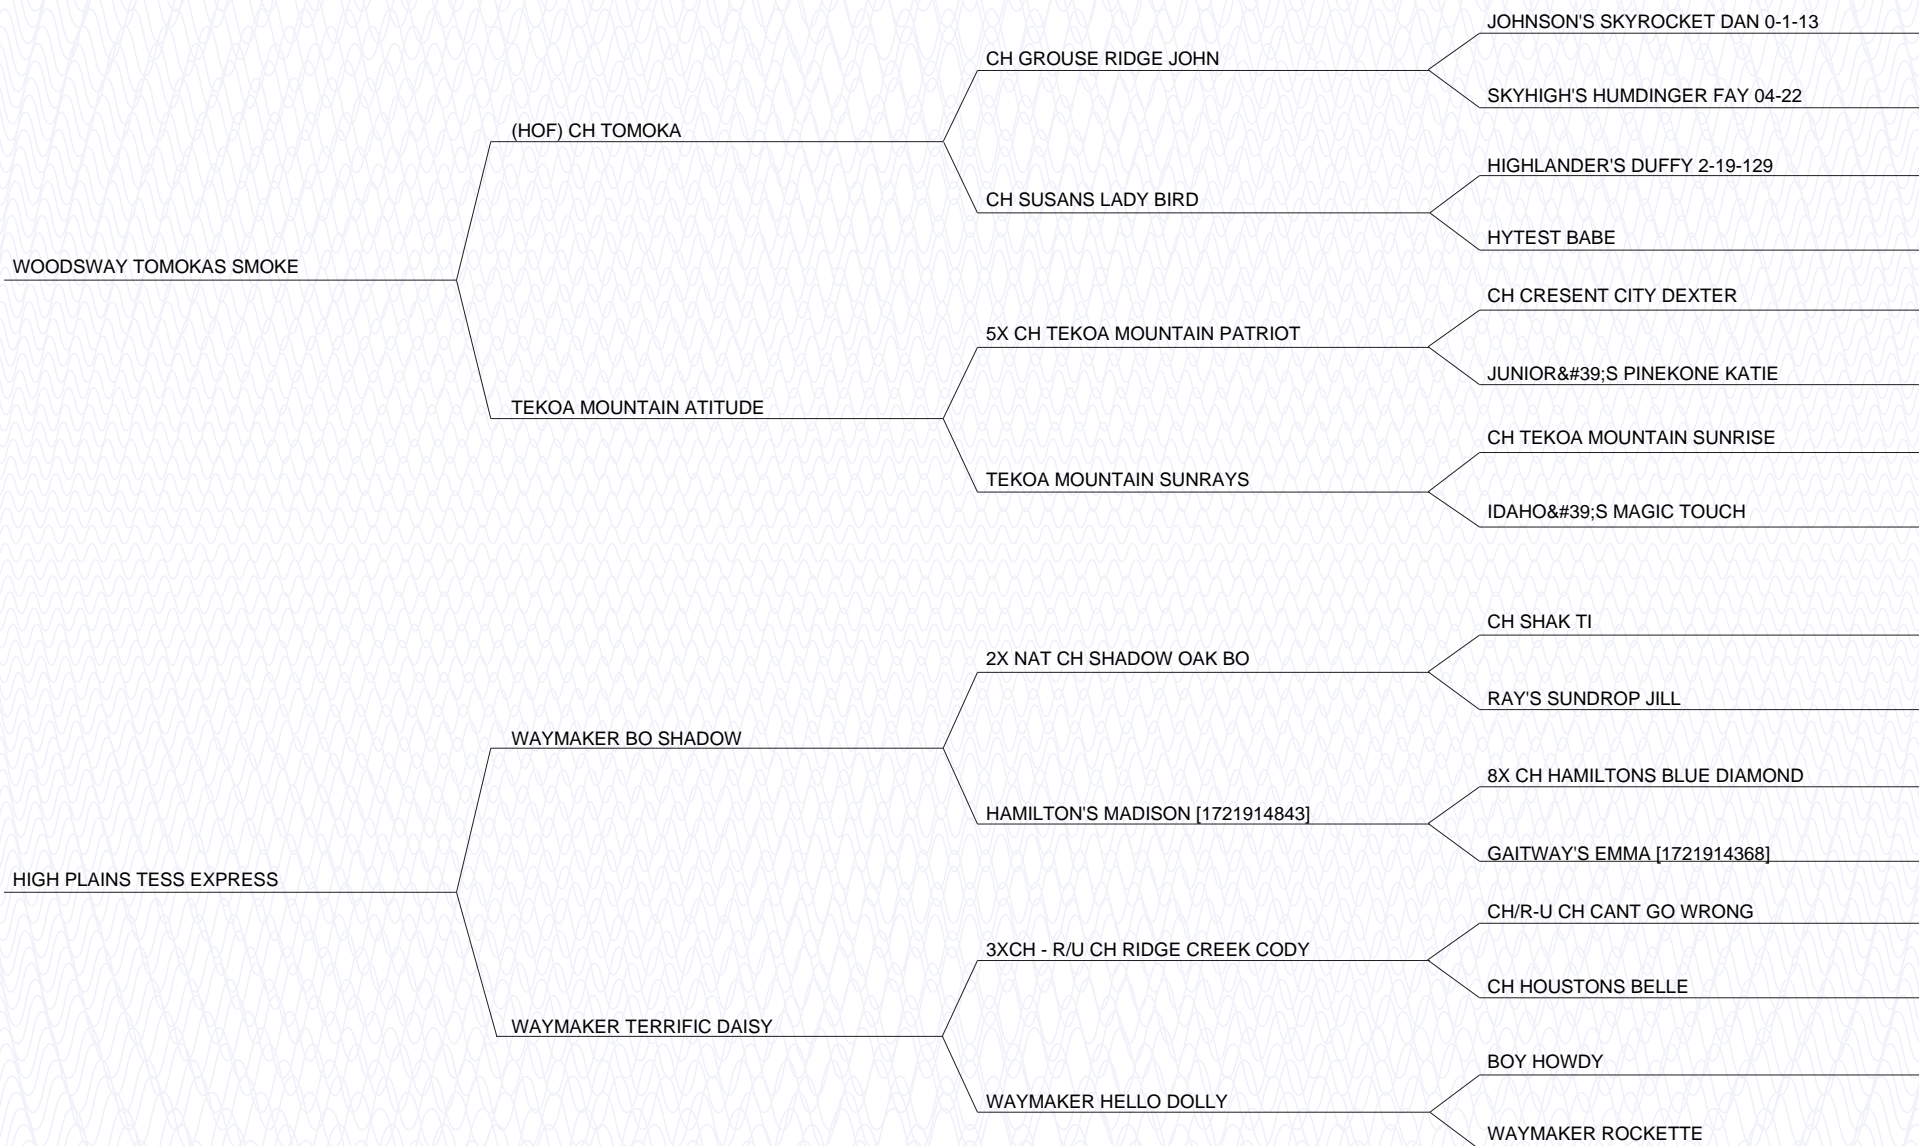 JOHNSON'S SKYROCKET DAN 0-1-13
CH GROUSE RIDGE JOHN
SKYHIGH'S HUMDINGER FAY 04-22
(HOF) CH TOMOKA
HIGHLANDER'S DUFFY 2-19-129
CH SUSANS LADY BIRD
HYTEST BABE
WOODSWAY TOMOKAS SMOKE
CH CRESENT CITY DEXTER
5X CH TEKOA MOUNTAIN PATRIOT
JUNIOR&#39;S PINEKONE KATIE
TEKOA MOUNTAIN ATITUDE
CH TEKOA MOUNTAIN SUNRISE
TEKOA MOUNTAIN SUNRAYS
IDAHO&#39;S MAGIC TOUCH
CH SHAK TI
2X NAT CH SHADOW OAK BO
RAY'S SUNDROP JILL
WAYMAKER BO SHADOW
8X CH HAMILTONS BLUE DIAMOND
HAMILTON'S MADISON [1721914843]
GAITWAY'S EMMA [1721914368]
HIGH PLAINS TESS EXPRESS
CH/R-U CH CANT GO WRONG
3XCH - R/U CH RIDGE CREEK CODY
CH HOUSTONS BELLE
WAYMAKER TERRIFIC DAISY
BOY HOWDY
WAYMAKER HELLO DOLLY
WAYMAKER ROCKETTE